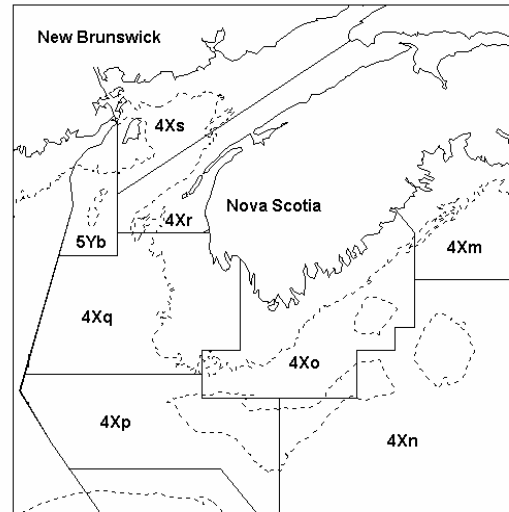 New Brunswick
4Xs
Nova Scotia
4Xr
5Yb
4Xm
4Xq
4Xo
4Xp
4Xn